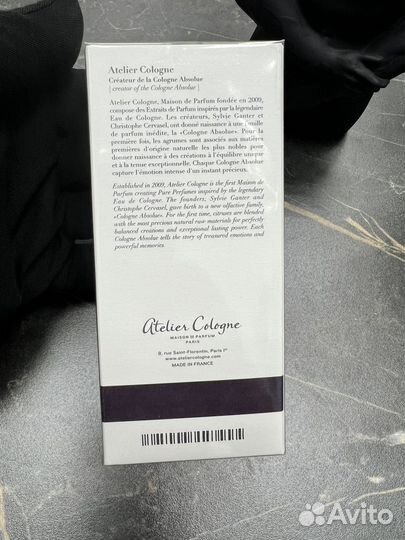 Atelier Cologne
Créateur de la Cologne Absolue
[ creator of the Cologne Absolue ]
Atelier Cologne, Maison de Parfum fondée en 2009,
compose des Extraits de Parfum inspirés par la légendaire
Eau de Cologne. Les créateurs, Sylvie Ganter et
Christophe Cervasel, ont donné naissance à une famille
de parfum inédite, la «Cologne Absolue». Pour la
première fois, les agrumes sont associés aux matières
premières d'origine naturelle les plus nobles pour
donner naissance à des créations à l'équilibre unique
et à la tenue exceptionnelle. Chaque Cologne Absolue
capture l'émotion intense d'un instant précieux.
Established in 2009, Atelier Cologne is the first Maison de
Parfum creating Pure Perfumes inspired by the legendary
Eau de Cologne. The founders, Sylvie Ganter and
Christophe Cervasel, gave birth to a new olfactory family,
«Cologne Absolue». For the first time, citruses are blended
with the most precious natural raw materials for perfectly
balanced creations and exceptional lasting power. Each
Cologne Absolue tells the story of treasured emotions and
powerful memories.
Atelier Cologne
MAISON DE PARFUM
PARIS
8, rue Saint-Florentin, Paris Iᵉʳ
www.ateliercologne.com
MADE IN FRANCE
Avito